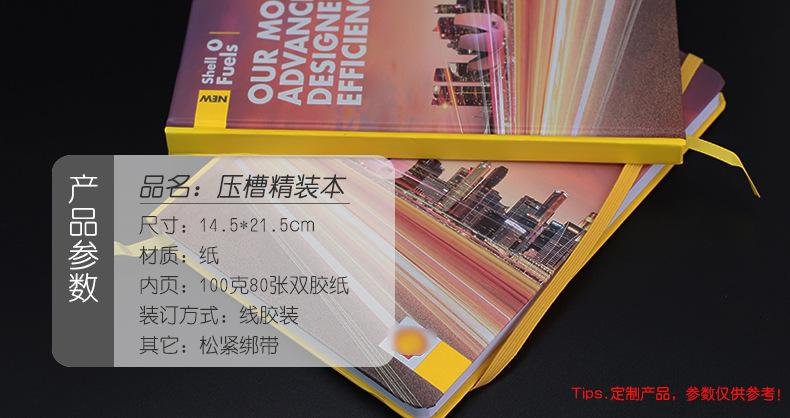 Shell O
Fuels
NEW
OUR MO
ADVANC
DESIGNE
EFFICIENC
产品参数
品名：压槽精装本
尺寸：14.5*21.5cm
材质：纸
内页：100克80张双胶纸
装订方式：线胶装
其它：松紧绑带
Tips.定制产品，参数仅供参考！